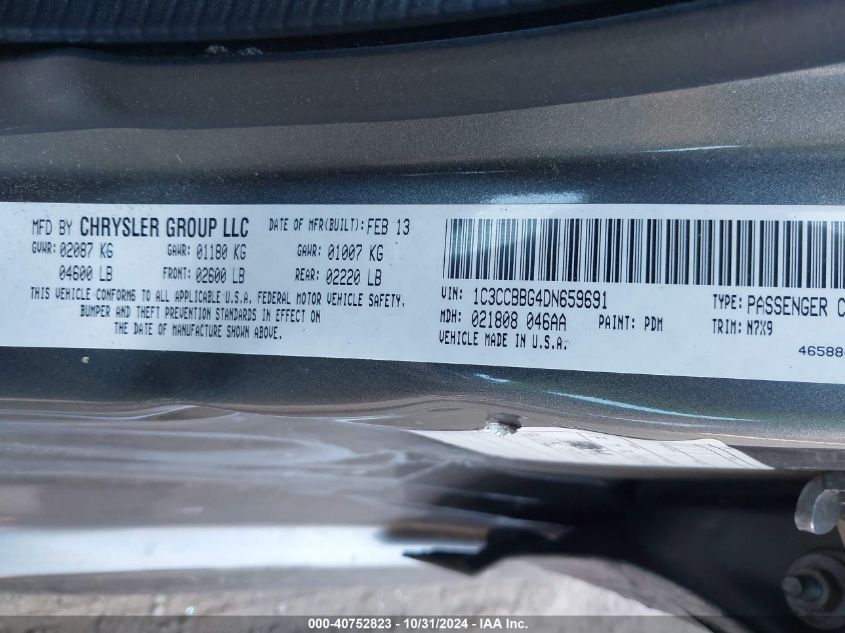 MFD BY CHRYSLER GROUP LLC DATE OF MFR(BUILT): FEB 13
GVWR: 02087 KG GAWR: 01180 KG GAWR: 01007 KG
04600 LB FRONT: 02600 LB REAR: 02220 LB
THIS VEHICLE CONFORMS TO ALL APPLICABLE U.S.A. FEDERAL MOTOR VEHICLE SAFETY,
BUMPER AND THEFT PREVENTION STANDARDS IN EFFECT ON
THE DATE OF MANUFACTURE SHOWN ABOVE.
VIN: 1C3CCBBG4DN659691 TYPE: PASSENGER C
MDH: 021808 046AA PAINT: PDM TRIM: N7X9
VEHICLE MADE IN U.S.A.
46588
000-40752823 - 10/31/2024 - IAA Inc.